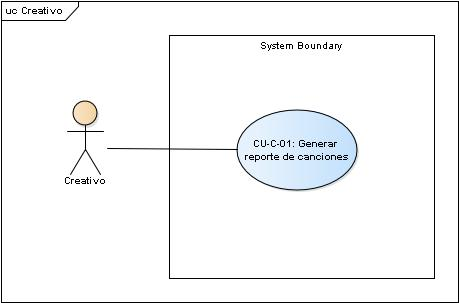 uc Creativo
System Boundary
CU-C-01: Generar
reporte de canciones
Creativo